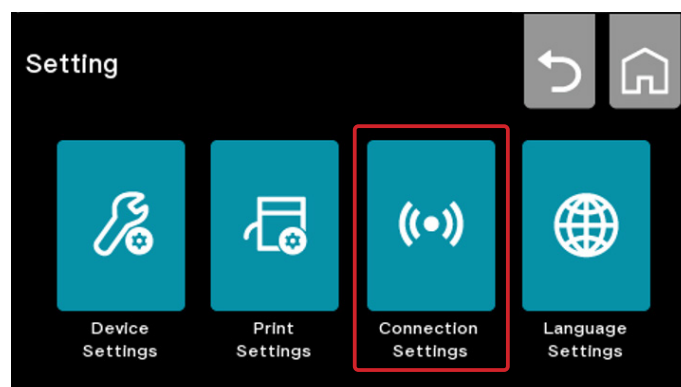 Setting
Device
Settings
Print
Settings
Connection
Settings
Language
Settings